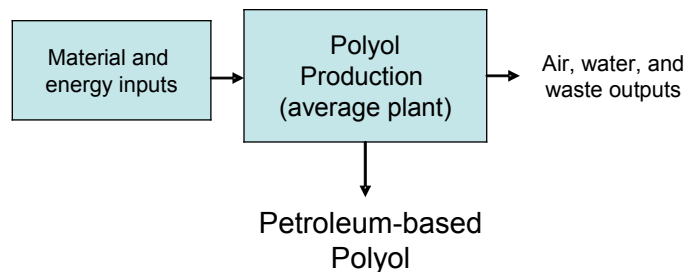 Material and
energy inputs
Polyol
Production
(average plant)
Air, water, and
waste outputs
Petroleum-based
Polyol